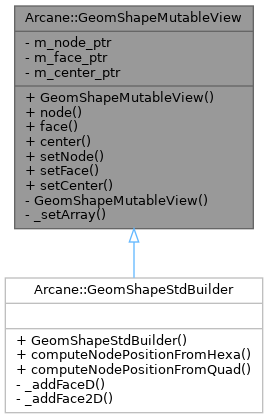 Arcane::GeomShapeMutableView
- m_node_ptr
- m_face_ptr
- m_center_ptr
+ GeomShapeMutableView()
+ node()
+ face()
+ center()
+ setNode()
+ setFace()
+ setCenter()
- GeomShapeMutableView()
- _setArray()
Arcane::GeomShapeStdBuilder
+ GeomShapeStdBuilder()
+ computeNodePositionFromHexa()
+ computeNodePositionFromQuad()
- _addFaceD()
- _addFace2D()